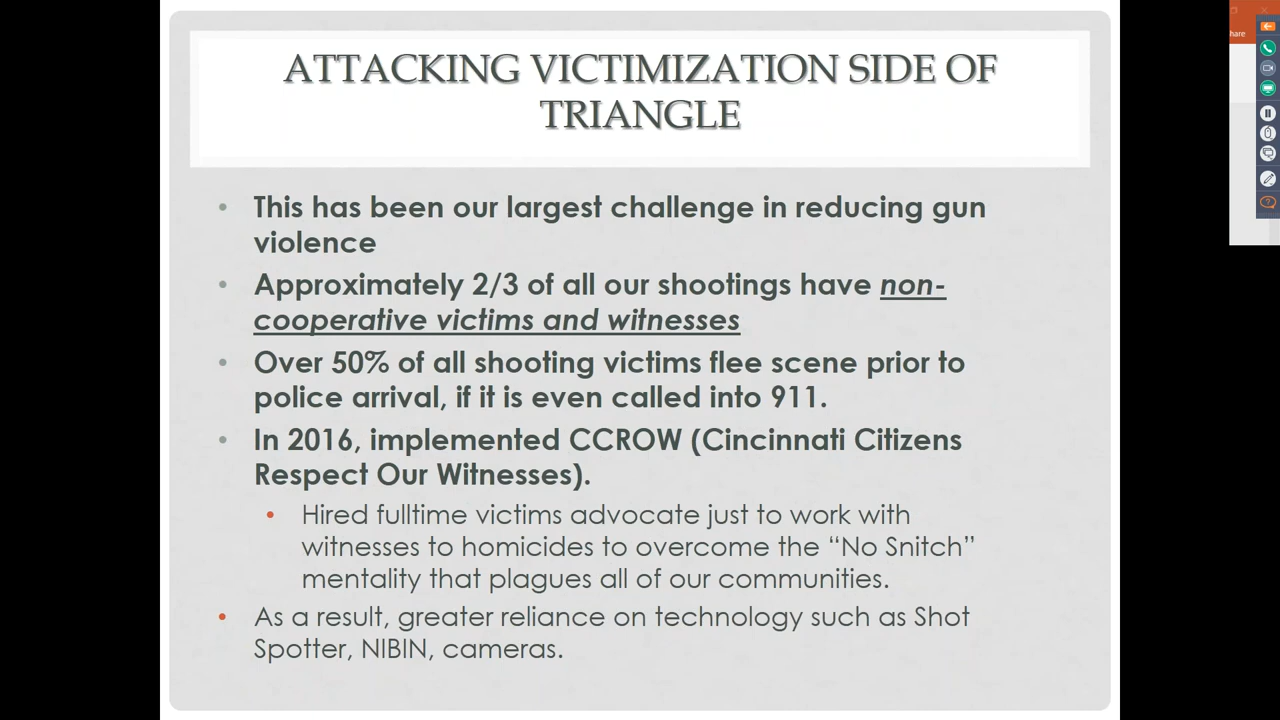 ATTACKING VICTIMIZATION SIDE OF
TRIANGLE
• This has been our largest challenge in reducing gun
violence
• Approximately 2/3 of all our shootings have non-
cooperative victims and witnesses
• Over 50% of all shooting victims flee scene prior to
police arrival, if it is even called into 911.
• In 2016, implemented CCROW (Cincinnati Citizens
Respect Our Witnesses).
• Hired fulltime victims advocate just to work with
witnesses to homicides to overcome the “No Snitch”
mentality that plagues all of our communities.
• As a result, greater reliance on technology such as Shot
Spotter, NIBIN, cameras.
hare